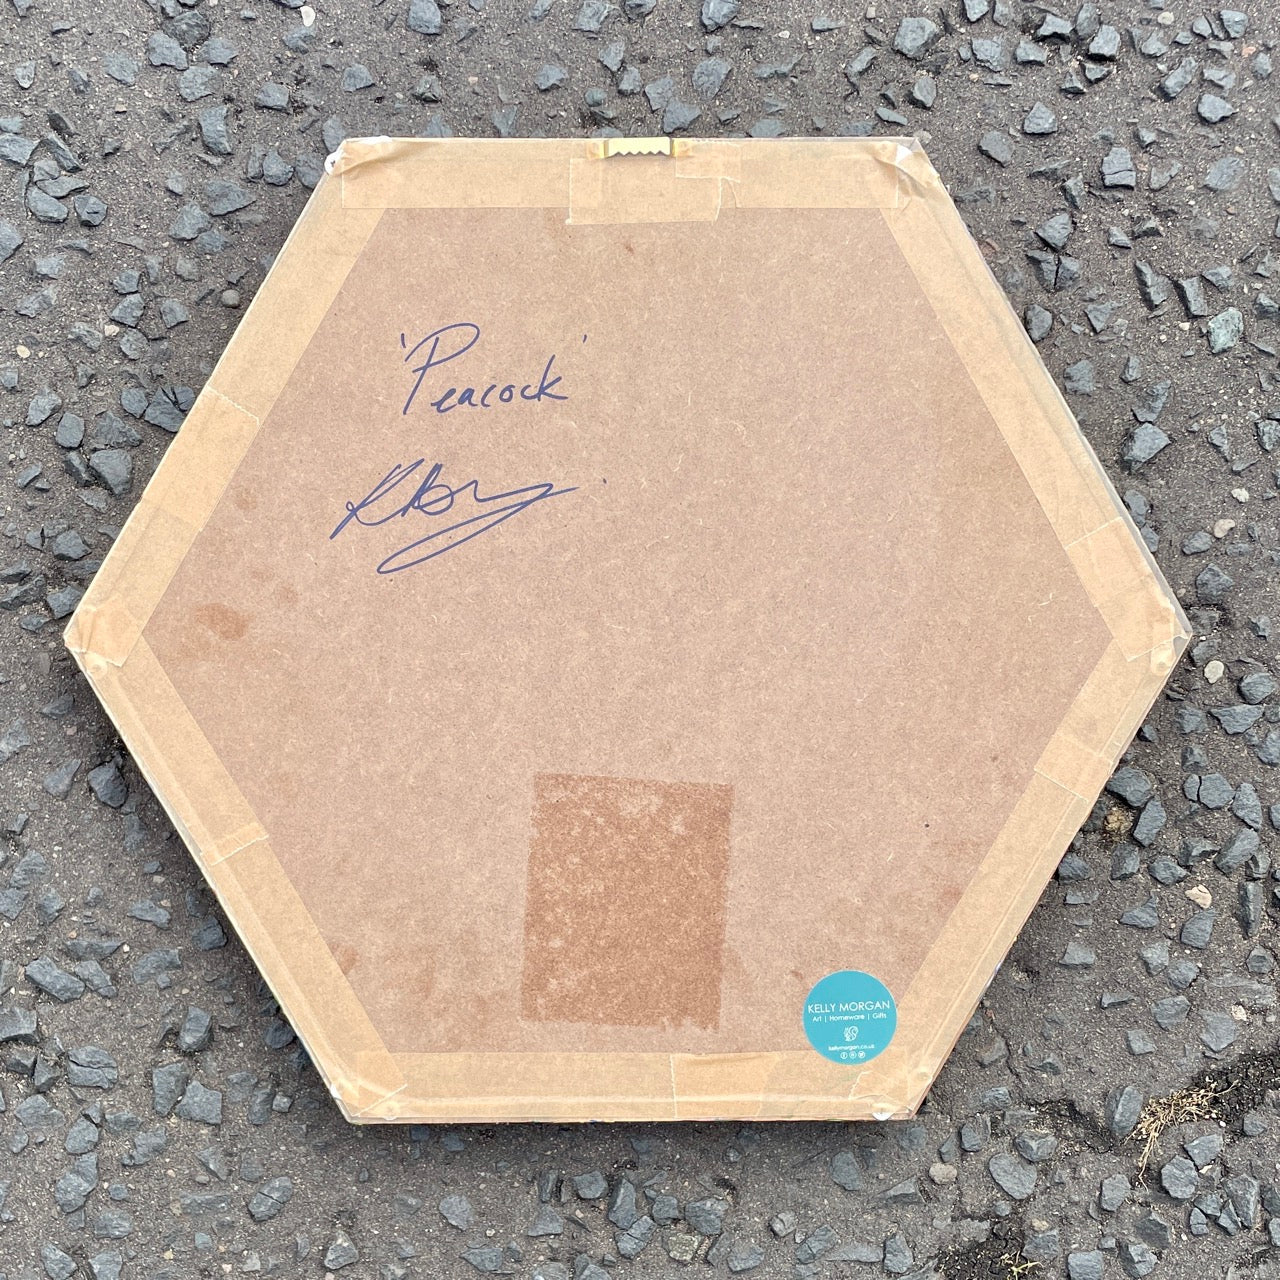 'Peacock'
KELLY MORGAN
Art | Homeware | Gifts
kellymorgan.co.uk